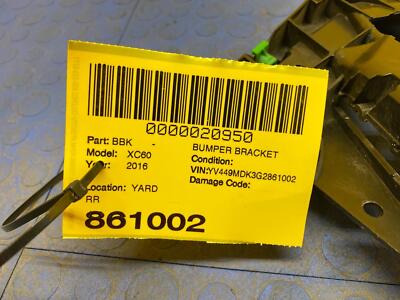 0000020950
Part: BBK - BUMPER BRACKET
Model: XC60 Condition:
Year: 2016 VIN:YV449MDK3G2861002
Damage Code:
Location: YARD
RR
861002